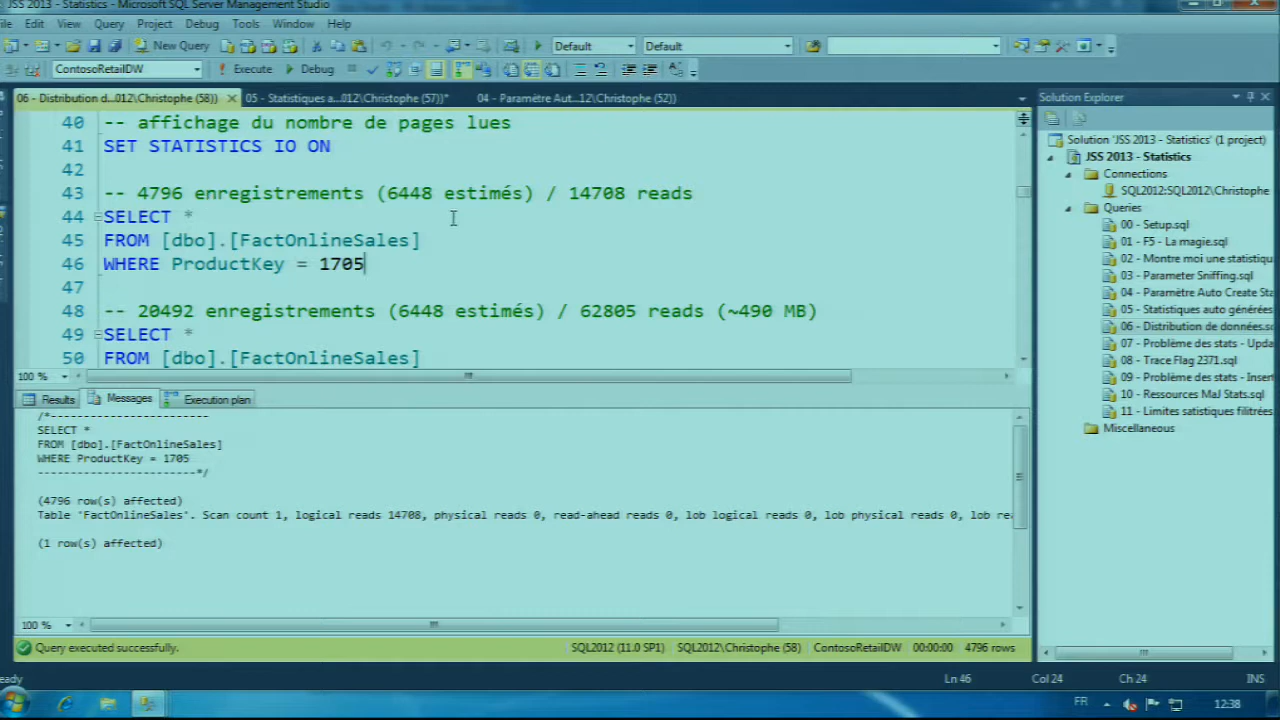 JSS 2013 - Statistics) - Microsoft SQL Server Management Studio
Edit View Query Project Debug Tools Window Help
New Query Default Default
ContosoRetailDW Execute Debug
06 - Distribution d...012\Christophe (58)) 05 - Statistiques a...012\Christophe (57))* 04 - Paramètre Aut...12\Christophe (52))
40 -- affichage du nombre de pages lues
41 SET STATISTICS IO ON
42
43 -- 4796 enregistrements (6448 estimés) / 14708 reads
44 SELECT *
45 FROM [dbo].[FactOnlineSales]
46 WHERE ProductKey = 1705
47
48 -- 20492 enregistrements (6448 estimés) / 62805 reads (~490 MB)
49 SELECT *
50 FROM [dbo].[FactOnlineSales]
100 %
Results Messages Execution plan
/*------------------------
SELECT *
FROM [dbo].[FactOnlineSales]
WHERE ProductKey = 1705
------------------------*/
(4796 row(s) affected)
Table 'FactOnlineSales'. Scan count 1, logical reads 14708, physical reads 0, read-ahead reads 0, lob logical reads 0, lob physical reads 0, lob re
(1 row(s) affected)
100 %
Query executed successfully. SQL2012 (11.0 SP1) SQL2012\Christophe (58) ContosoRetailDW 00:00:00 4796 rows
Solution Explorer
Solution 'JSS 2013 - Statistics' (1 project)
JSS 2013 - Statistics
Connections
SQL2012:SQL2012\Christophe
Queries
00 - Setup.sql
01 - F5 - La magie.sql
02 - Montre moi une statistiqu
03 - Parameter Sniffing.sql
04 - Paramètre Auto Create Sta
05 - Statistiques auto générées
06 - Distribution de données.s
07 - Problème des stats - Upda
08 - Trace Flag 2371.sql
09 - Problème des stats - Inser
10 - Ressources MaJ Stats.sql
11 - Limites satistiques filitrées
Miscellaneous
eady Ln 46 Col 24 Ch 24 INS
FR 12:38